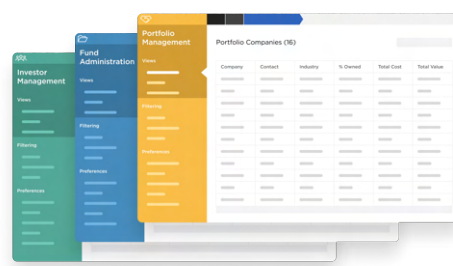 Investor
Management
Views
Filtering
Preferences
Fund
Administration
Views
Filtering
Preferences
Portfolio
Management
Views
Filtering
Preferences
Portfolio Companies (16)
Company Contact Industry % Owned Total Cost Total Value